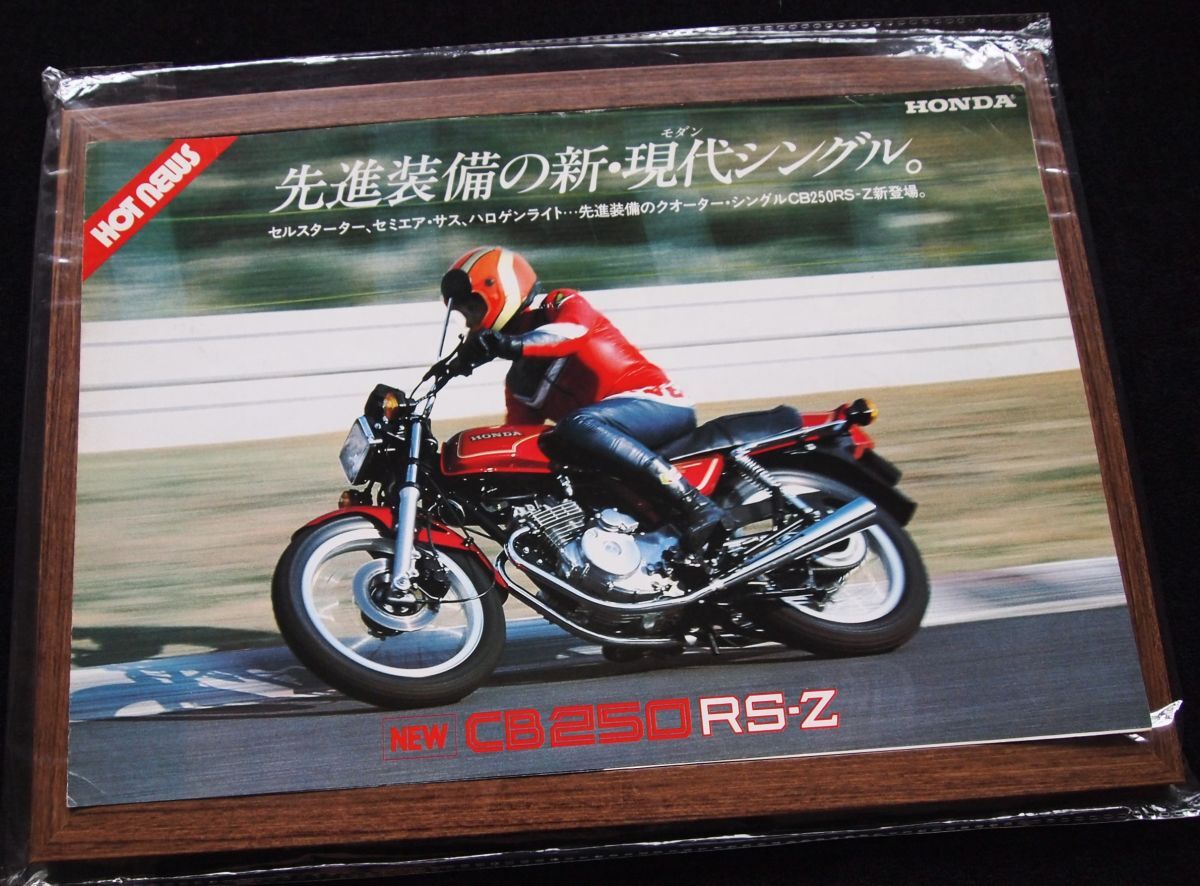 HONDA
HOT NEWS
モダン
先進装備の新・現代シングル。
セルスターター、セミエア・サス、ハロゲンライト…先進装備のクオーター・シングルCB250RS-Z新登場。
HONDA
NEW CB250 RS-Z